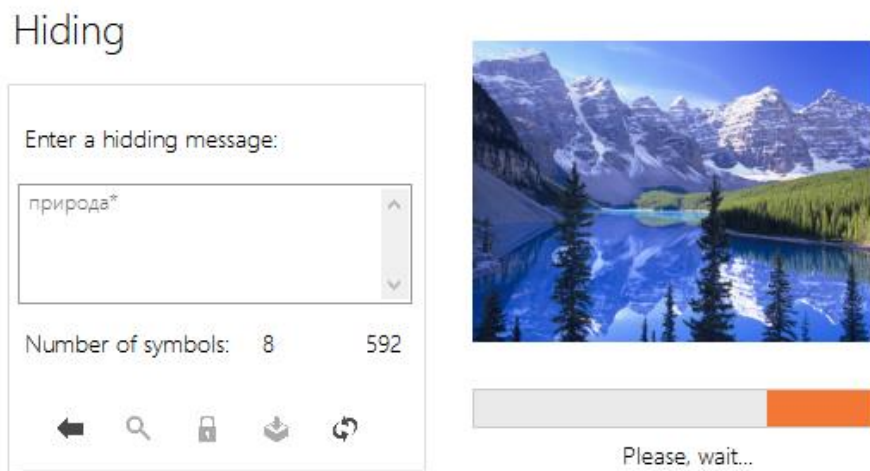 Hiding
Enter a hidding message:
природа*
Number of symbols: 8 592
Please, wait...